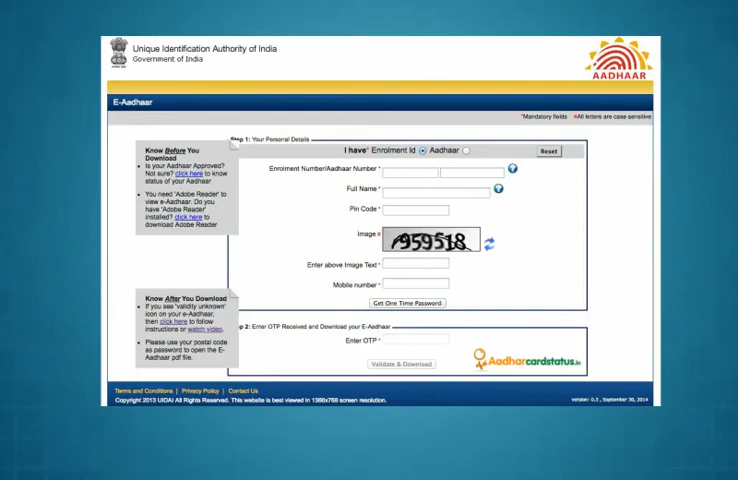 Unique Identification Authority of India
Government of India
AADHAAR
E-Aadhaar
*Mandatory fields #All letters are case sensitive
Step 1: Your Personal Details
I have* Enrolment Id Aadhaar Reset
Know Before You
Download
• Is your Aadhaar Approved?
Not sure? click here to know
status of your Aadhaar
• You need 'Adobe Reader' to
view e-Aadhaar. Do you
have 'Adobe Reader'
installed? click here to
download Adobe Reader
Enrolment Number/Aadhaar Number *
Full Name *
Pin Code *
Image #
959518
Enter above Image Text *
Mobile number *
Get One Time Password
Know After You Download
• If you see 'validity unknown'
icon on your e-Aadhaar,
then click here to follow
instructions or watch video.
• Please use your postal code
as password to open the E-
Aadhaar pdf file.
p 2: Enter OTP Received and Download your E-Aadhaar
Enter OTP *
Validate & Download
Aadharcardstatus.in
Terms and Conditions | Privacy Policy | Contact Us
Copyright 2013 UIDAI All Rights Reserved. This website is best viewed in 1366x768 screen resolution.
version: 0.3 , September 30, 2014